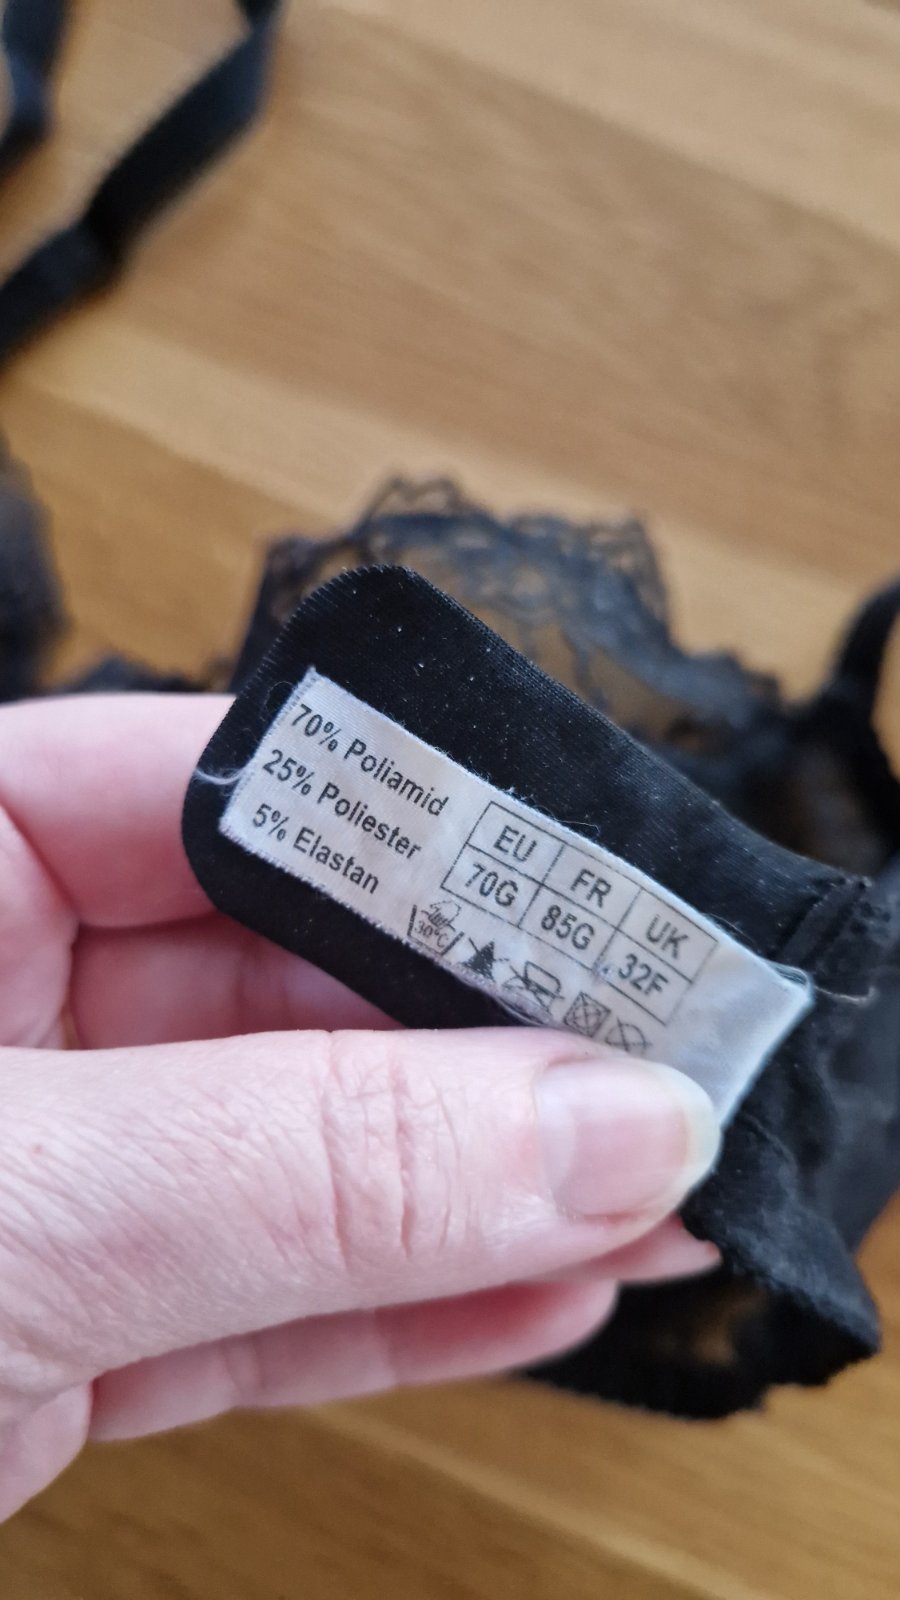 70% Poliamid
25% Poliester
5% Elastan
EU FR UK
70G 85G 32F
30°C